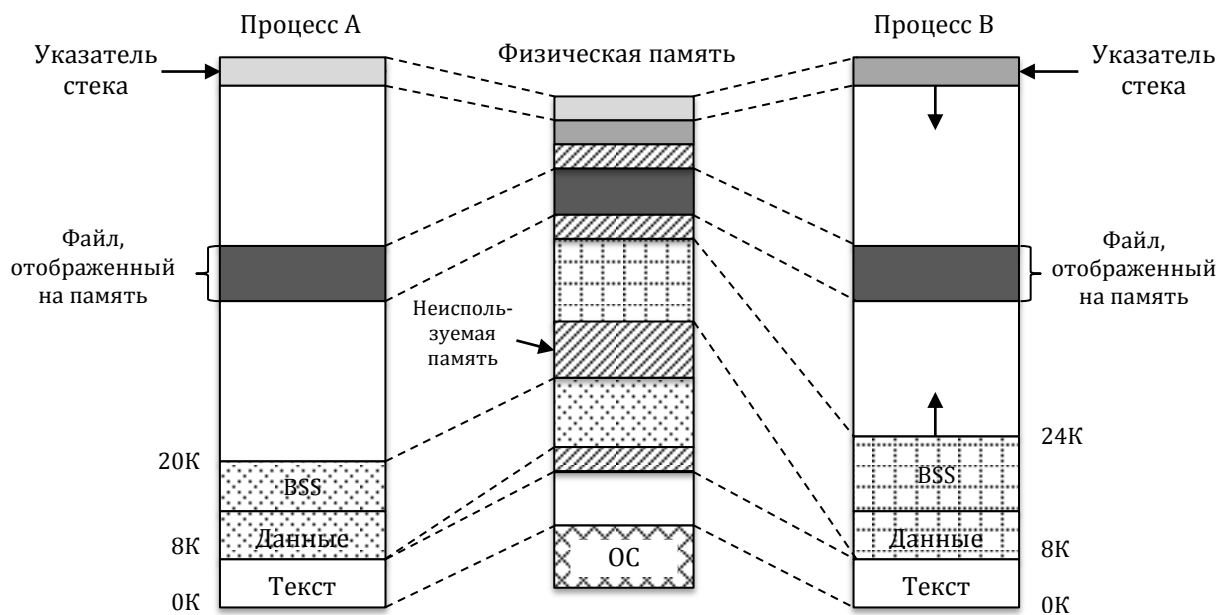 Процесс A
Физическая память
Процесс B
Указатель
стека
Указатель
стека
Файл,
отображенный
на память
Файл,
отображенный
на память
Неисполь-
зуемая
память
20К
BSS
Данные
8К
Текст
0К
ОС
24К
BSS
Данные
8К
Текст
0К